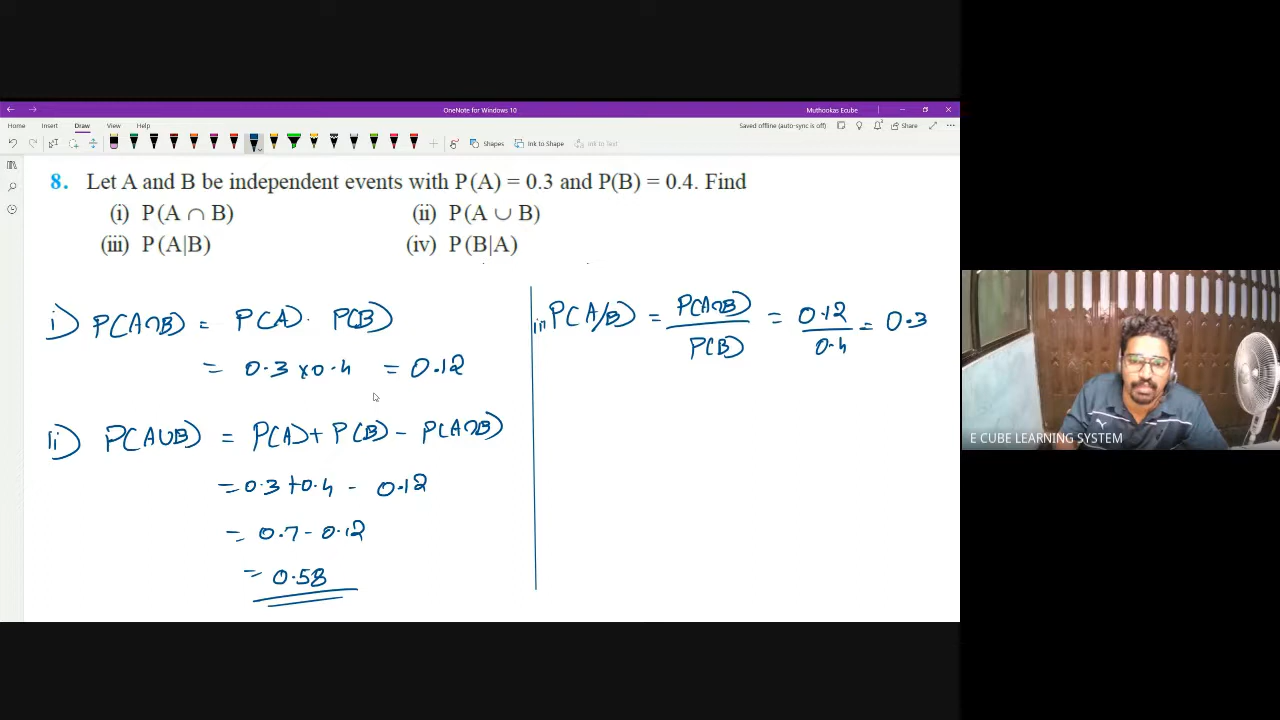 OneNote for Windows 10
Muthookas Ecube
Home Insert Draw View Help
Saved offline (auto-sync is off)
Share
Shapes
Ink to Shape
Ink to Text
8. Let A and B be independent events with P(A) = 0.3 and P(B) = 0.4. Find
(i) P(A ∩ B) (ii) P(A ∪ B)
(iii) P(A|B) (iv) P(B|A)
i) P(A∩B) = P(A) . P(B)
= 0.3 x 0.4 = 0.12
ii) P(A∪B) = P(A) + P(B) - P(A∩B)
= 0.3 + 0.4 - 0.12
= 0.7 - 0.12
= 0.58
iii P(A/B) = P(A∩B) / P(B) = 0.12 / 0.4 = 0.3
E CUBE LEARNING SYSTEM